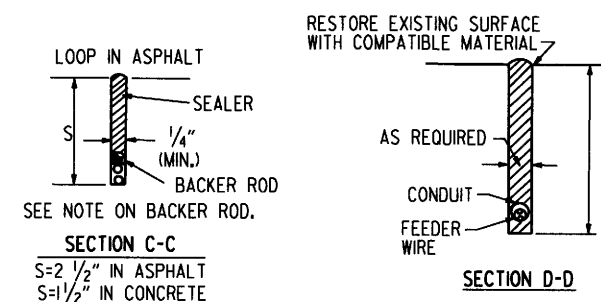 LOOP IN ASPHALT
S
SEALER
1/4"
(MIN.)
BACKER ROD
SEE NOTE ON BACKER ROD.
SECTION C-C
S=2 1/2" IN ASPHALT
S=1 1/2" IN CONCRETE
RESTORE EXISTING SURFACE
WITH COMPATIBLE MATERIAL
AS REQUIRED
CONDUIT
FEEDER
WIRE
SECTION D-D